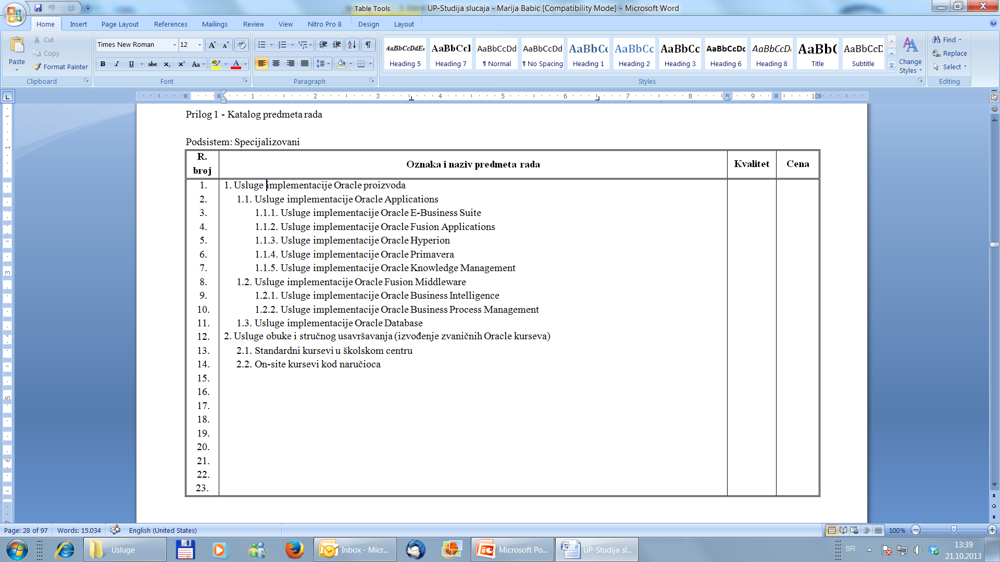 Table Tools
UP-Studija slucaja - Marija Babic [Compatibility Mode] - Microsoft Word
Home Insert Page Layout References Mailings Review View Nitro Pro 8 Design Layout
Paste
Cut
Copy
Format Painter
Clipboard
Times New Roman 12
Font
Paragraph
AaBbCcDdEe AaBbCcI AaBbCcDd AaBbCcDd AaBbCc AaBbCc AaBbCc AaBbCcDc AaBbCcD AaBb( AaBbCcD
Heading 5 Heading 7 ¶ Normal ¶ No Spacing Heading 1 Heading 2 Heading 3 Heading 6 Heading 8 Title Subtitle
Change Styles
Styles
Find
Replace
Select
Editing
1 2 3 4 5 6 7 8 9
Prilog 1 - Katalog predmeta rada
Podsistem: Specijalizovani
R. broj Oznaka i naziv predmeta rada Kvalitet Cena
1. 1. Usluge implementacije Oracle proizvoda
2. 1.1. Usluge implementacije Oracle Applications
3. 1.1.1. Usluge implementacije Oracle E-Business Suite
4. 1.1.2. Usluge implementacije Oracle Fusion Applications
5. 1.1.3. Usluge implementacije Oracle Hyperion
6. 1.1.4. Usluge implementacije Oracle Primavera
7. 1.1.5. Usluge implementacije Oracle Knowledge Management
8. 1.2. Usluge implementacije Oracle Fusion Middleware
9. 1.2.1. Usluge implementacije Oracle Business Intelligence
10. 1.2.2. Usluge implementacije Oracle Business Process Management
11. 1.3. Usluge implementacije Oracle Database
12. 2. Usluge obuke i stručnog usavršavanja (izvođenje zvaničnih Oracle kurseva)
13. 2.1. Standardni kursevi u školskom centru
14. 2.2. On-site kursevi kod naručioca
15.
16.
17.
18.
19.
20.
21.
22.
23.
Page: 28 of 97 Words: 15.034 English (United States) 100%
Usluge Inbox - Micr... Microsoft Po... UP-Studija sl... SR 13:39
21.10.2013